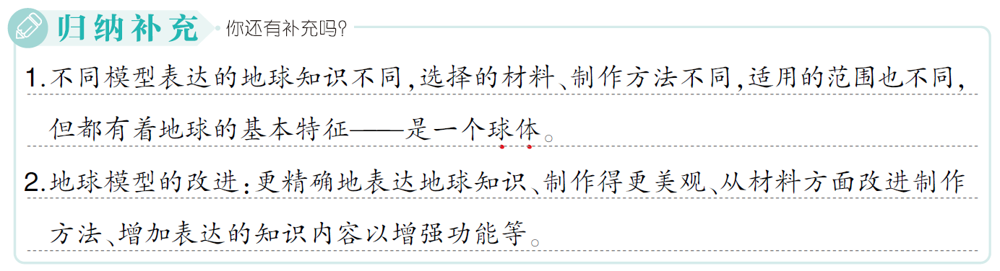 归纳补充 你还有补充吗？
1.不同模型表达的地球知识不同，选择的材料、制作方法不同，适用的范围也不同，
但都有着地球的基本特征——是一个球体。
2.地球模型的改进：更精确地表达地球知识、制作得更美观、从材料方面改进制作
方法、增加表达的知识内容以增强功能等。